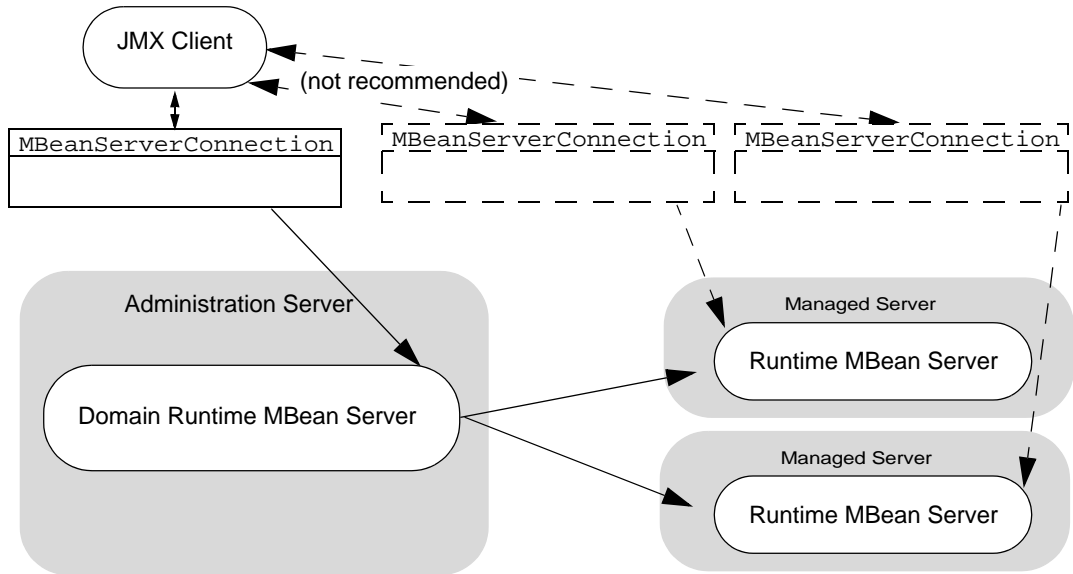 JMX Client
(not recommended)
MBeanServerConnection
MBeanServerConnection
MBeanServerConnection
Administration Server
Domain Runtime MBean Server
Managed Server
Runtime MBean Server
Managed Server
Runtime MBean Server